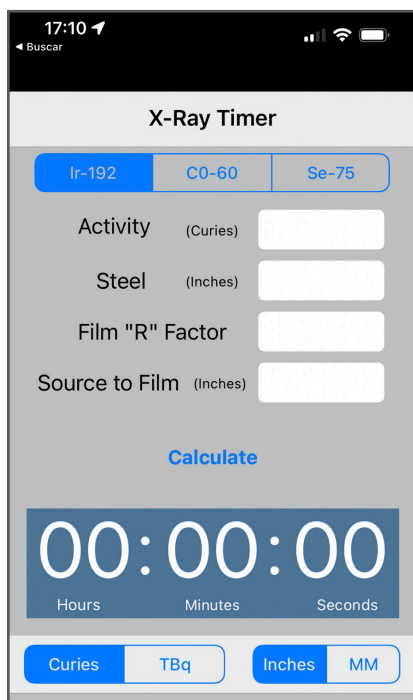 17:10
Buscar
X-Ray Timer
Ir-192 C0-60 Se-75
Activity (Curies)
Steel (Inches)
Film "R" Factor
Source to Film (Inches)
Calculate
00:00:00
Hours Minutes Seconds
Curies TBq Inches MM